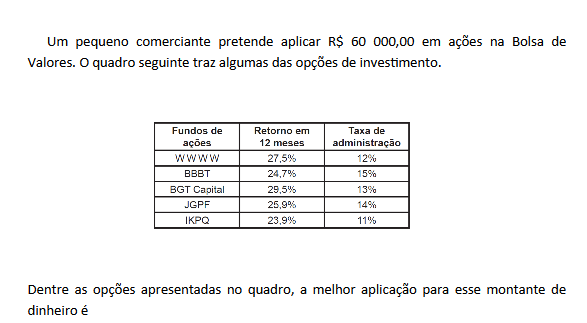 Um pequeno comerciante pretende aplicar R$ 60 000,00 em ações na Bolsa de
Valores. O quadro seguinte traz algumas das opções de investimento.
Fundos de ações Retorno em 12 meses Taxa de administração
W W W W 27,5% 12%
BBBT 24,7% 15%
BGT Capital 29,5% 13%
JGPF 25,9% 14%
IKPQ 23,9% 11%
Dentre as opções apresentadas no quadro, a melhor aplicação para esse montante de
dinheiro é